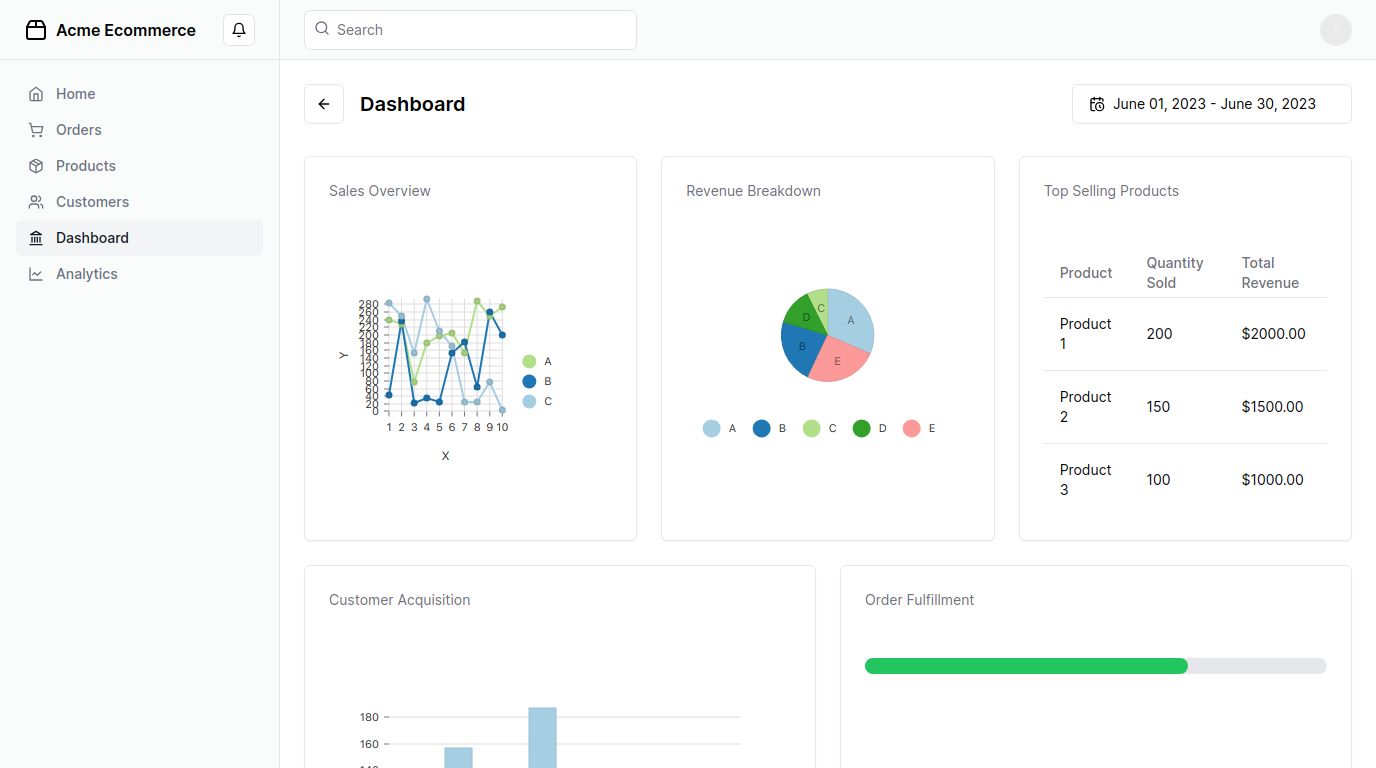 Acme Ecommerce
Search
Home
Orders
Products
Customers
Dashboard
Analytics
Dashboard
June 01, 2023 - June 30, 2023
Sales Overview
280
260
240
220
200
180
160
140
120
100
80
60
40
20
0
Y
1 2 3 4 5 6 7 8 9 10
X
A
B
C
Revenue Breakdown
C
D
A
B
E
A B C D E
Top Selling Products
Product Quantity Sold Total Revenue
Product 1 200 $2000.00
Product 2 150 $1500.00
Product 3 100 $1000.00
Customer Acquisition
180
160
Order Fulfillment